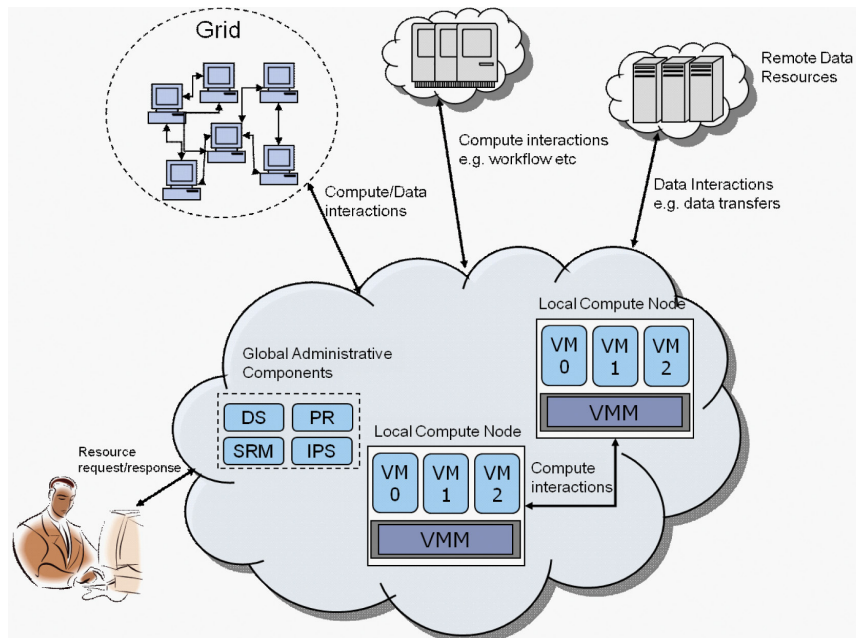 Grid
Remote Data
Resources
Compute interactions
e.g. workflow etc
Compute/Data
interactions
Data Interactions
e.g. data transfers
Local Compute Node
VM
0
VM
1
VM
2
VMM
Global Administrative
Components
DS
PR
SRM
IPS
Local Compute Node
VM
0
VM
1
VM
2
VMM
Compute
interactions
Resource
request/response